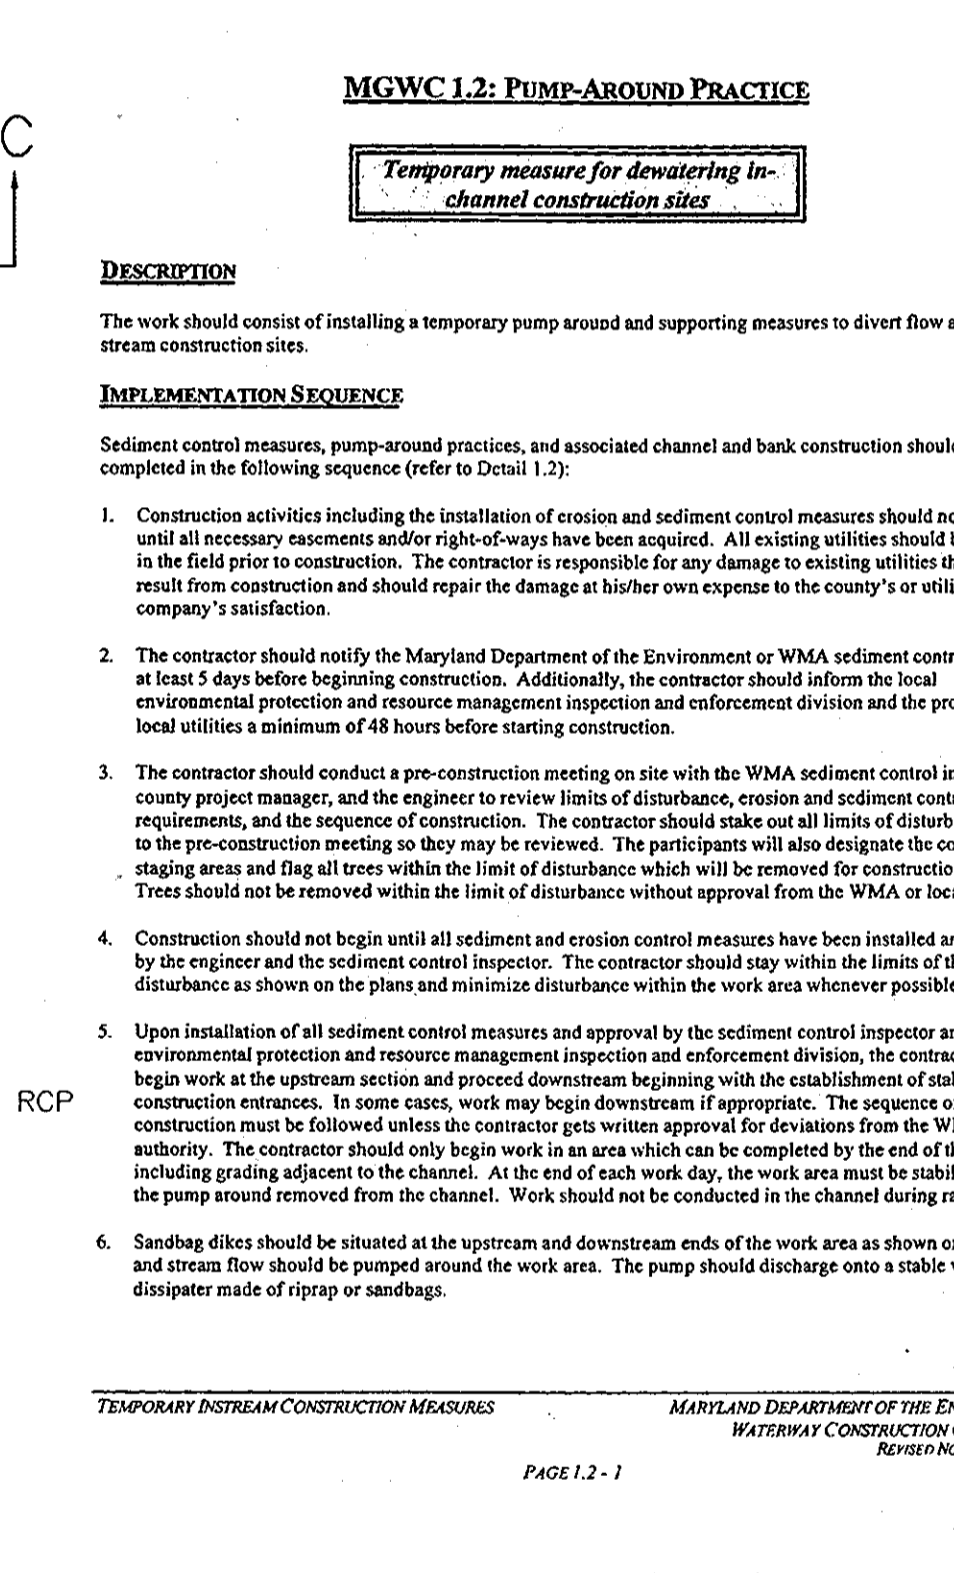 MGWC 1.2: PUMP-AROUND PRACTICE
C
Temporary measure for dewatering in-
channel construction sites
DESCRIPTION
The work should consist of installing a temporary pump around and supporting measures to divert flow
stream construction sites.
IMPLEMENTATION SEQUENCE
Sediment control measures, pump-around practices, and associated channel and bank construction
completed in the following sequence (refer to Detail 1.2):
1. Construction activities including the installation of erosion and sediment control measures should
until all necessary easements and/or right-of-ways have been acquired. All existing utilities should
in the field prior to construction. The contractor is responsible for any damage to existing utilities
result from construction and should repair the damage at his/her own expense to the county's or
company's satisfaction.
2. The contractor should notify the Maryland Department of the Environment or WMA sediment
at least 5 days before beginning construction. Additionally, the contractor should inform the local
environmental protection and resource management inspection and enforcement division and the
local utilities a minimum of 48 hours before starting construction.
3. The contractor should conduct a pre-construction meeting on site with the WMA sediment control
county project manager, and the engineer to review limits of disturbance, erosion and sediment
requirements, and the sequence of construction. The contractor should stake out all limits of
to the pre-construction meeting so they may be reviewed. The participants will also designate the
staging areas and flag all trees within the limit of disturbance which will be removed for
Trees should not be removed within the limit of disturbance without approval from the WMA or
4. Construction should not begin until all sediment and erosion control measures have been installed
by the engineer and the sediment control inspector. The contractor should stay within the limits of
disturbance as shown on the plans and minimize disturbance within the work area whenever possible
5. Upon installation of all sediment control measures and approval by the sediment control inspector
environmental protection and resource management inspection and enforcement division, the
begin work at the upstream section and proceed downstream beginning with the establishment of
RCP
construction entrances. In some cases, work may begin downstream if appropriate. The sequence
construction must be followed unless the contractor gets written approval for deviations from the
authority. The contractor should only begin work in an area which can be completed by the end of
including grading adjacent to the channel. At the end of each work day, the work area must be
the pump around removed from the channel. Work should not be conducted in the channel during
6. Sandbag dikes should be situated at the upstream and downstream ends of the work area as shown
and stream flow should be pumped around the work area. The pump should discharge onto a stable
dissipater made of riprap or sandbags.
TEMPORARY INSTREAM CONSTRUCTION MEASURES
MARYLAND DEPARTMENT OF THE
WATERWAY CONSTRUCTION
REVISED
PAGE 1.2 - 1